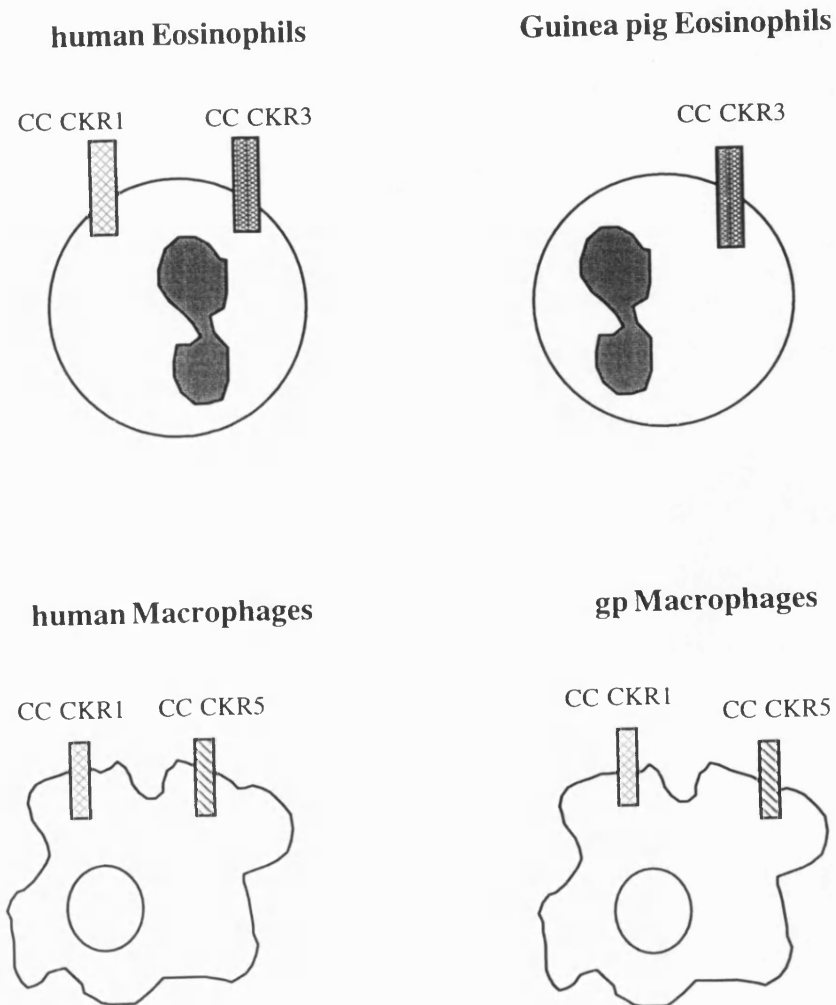 human Eosinophils
Guinea pig Eosinophils
CC CKR1
CC CKR3
CC CKR3
human Macrophages
gp Macrophages
CC CKR1
CC CKR5
CC CKR1
CC CKR5